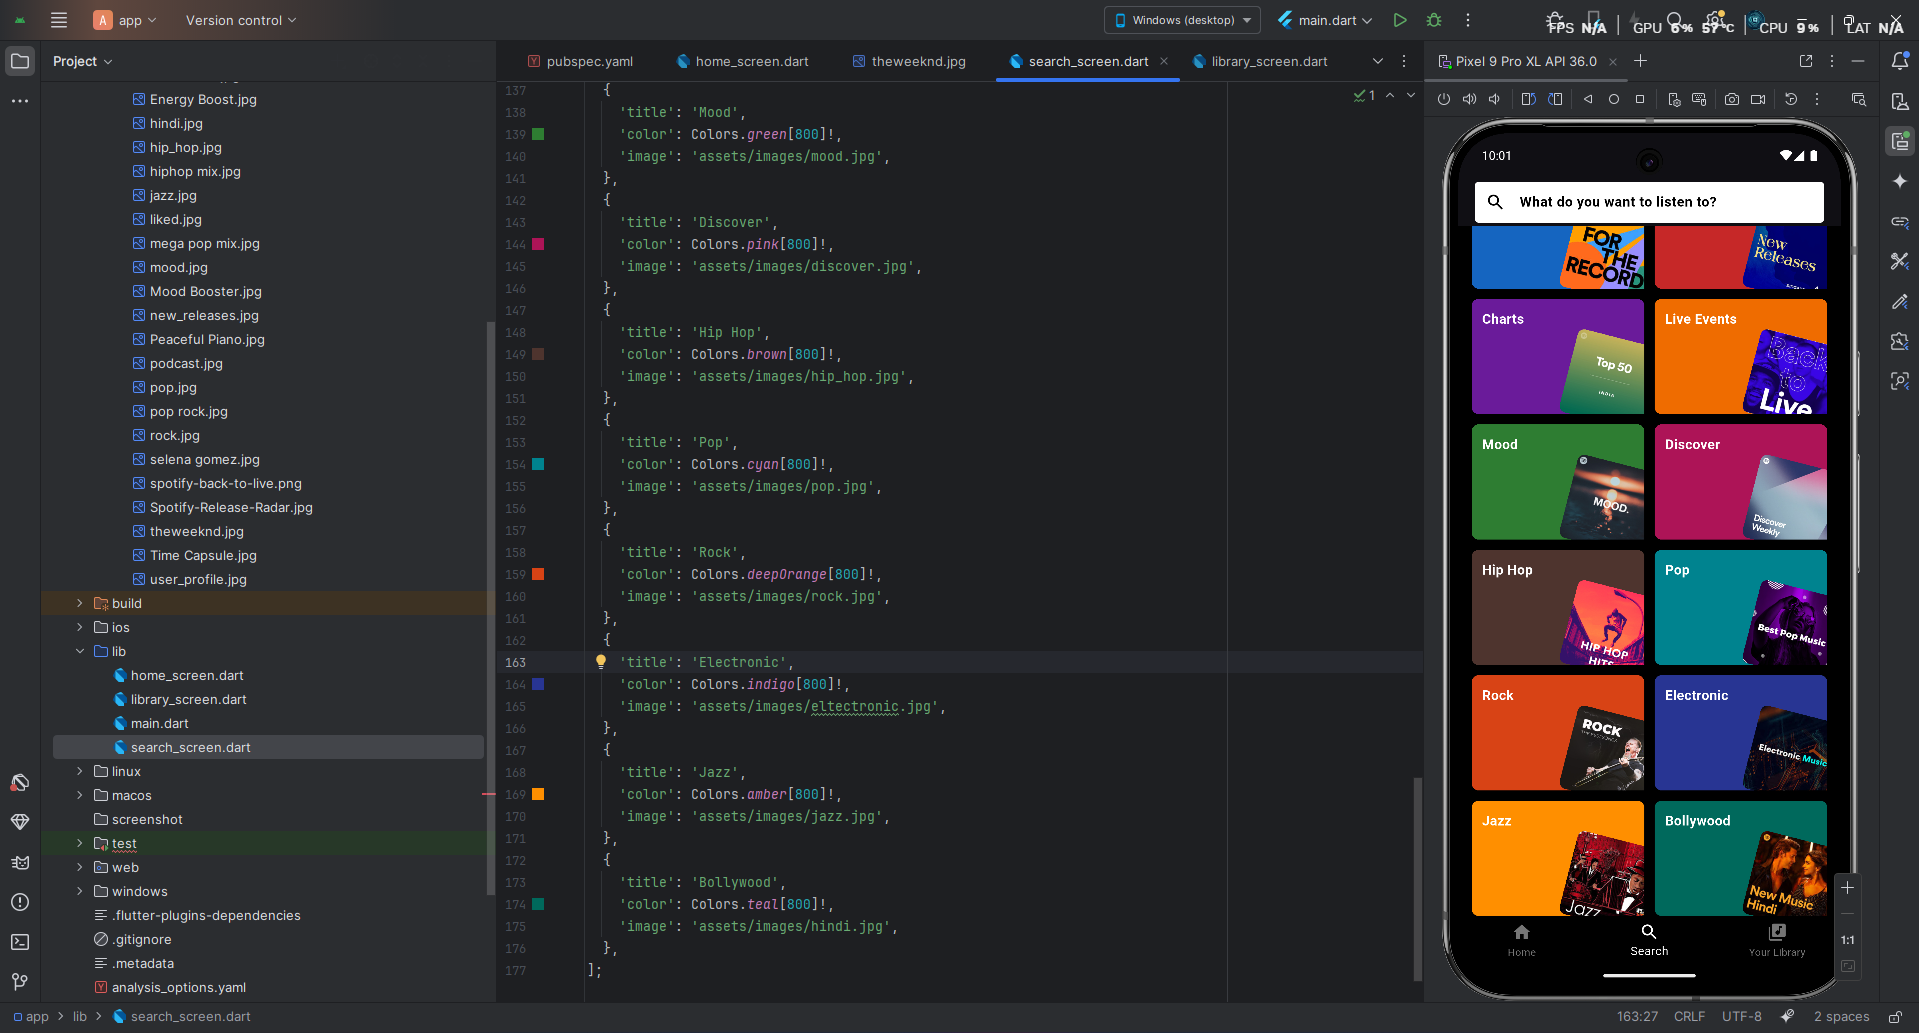 A app Version control Windows (desktop) main.dart
FPS N/A GPU 6% 57°C CPU 9% LAT N/A
Project
pubspec.yaml home_screen.dart theweeknd.jpg search_screen.dart library_screen.dart
Pixel 9 Pro XL API 36.0
Energy Boost.jpg
hindi.jpg
hip_hop.jpg
hiphop mix.jpg
jazz.jpg
liked.jpg
mega pop mix.jpg
mood.jpg
Mood Booster.jpg
new_releases.jpg
Peaceful Piano.jpg
podcast.jpg
pop.jpg
pop rock.jpg
rock.jpg
selena gomez.jpg
spotify-back-to-live.png
Spotify-Release-Radar.jpg
theweeknd.jpg
Time Capsule.jpg
user_profile.jpg
build
ios
lib
home_screen.dart
library_screen.dart
main.dart
search_screen.dart
linux
macos
screenshot
test
web
windows
.flutter-plugins-dependencies
.gitignore
.metadata
analysis_options.yaml
1
137 {
138 'title': 'Mood',
139 'color': Colors.green[800]!,
140 'image': 'assets/images/mood.jpg',
141 },
142 {
143 'title': 'Discover',
144 'color': Colors.pink[800]!,
145 'image': 'assets/images/discover.jpg',
146 },
147 {
148 'title': 'Hip Hop',
149 'color': Colors.brown[800]!,
150 'image': 'assets/images/hip_hop.jpg',
151 },
152 {
153 'title': 'Pop',
154 'color': Colors.cyan[800]!,
155 'image': 'assets/images/pop.jpg',
156 },
157 {
158 'title': 'Rock',
159 'color': Colors.deepOrange[800]!,
160 'image': 'assets/images/rock.jpg',
161 },
162 {
163 'title': 'Electronic',
164 'color': Colors.indigo[800]!,
165 'image': 'assets/images/eltectronic.jpg',
166 },
167 {
168 'title': 'Jazz',
169 'color': Colors.amber[800]!,
170 'image': 'assets/images/jazz.jpg',
171 },
172 {
173 'title': 'Bollywood',
174 'color': Colors.teal[800]!,
175 'image': 'assets/images/hindi.jpg',
176 },
177 ];
10:01
What do you want to listen to?
FOR
THE
RECORD
New
Releases
Charts
Top 50
INDIA
Live Events
Back
to
Live
Mood
MOOD.
Discover
Discover
Weekly
Hip Hop
HIP HOP
HITS
Pop
Best Pop Music
Rock
ROCK
Electronic
Electronic Music
Jazz
Jazz
Bollywood
New Music
Hindi
Home
Search
Your Library
1:1
app > lib > search_screen.dart
163:27 CRLF UTF-8 2 spaces